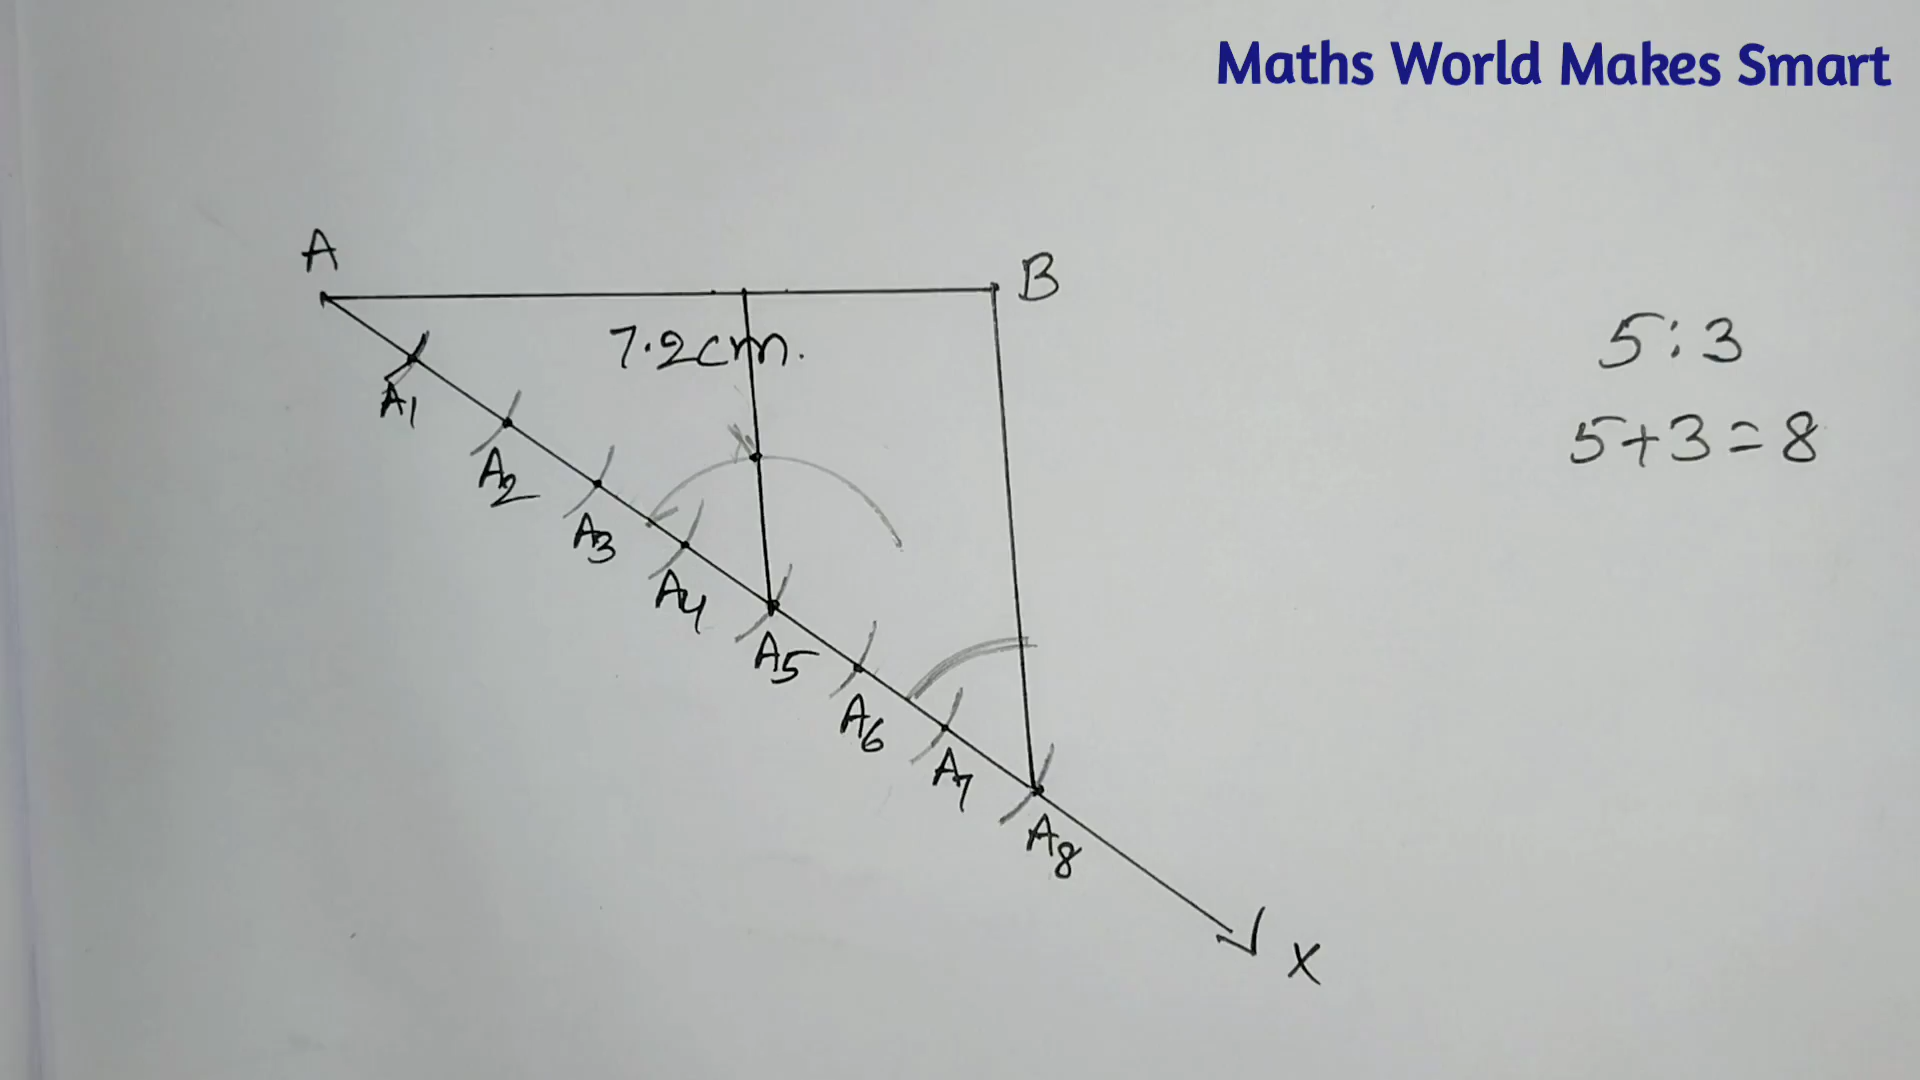 Maths World Makes Smart
A
B
7.2cm.
5:3
5+3=8
A1
A2
A3
A4
A5
A6
A7
A8
X